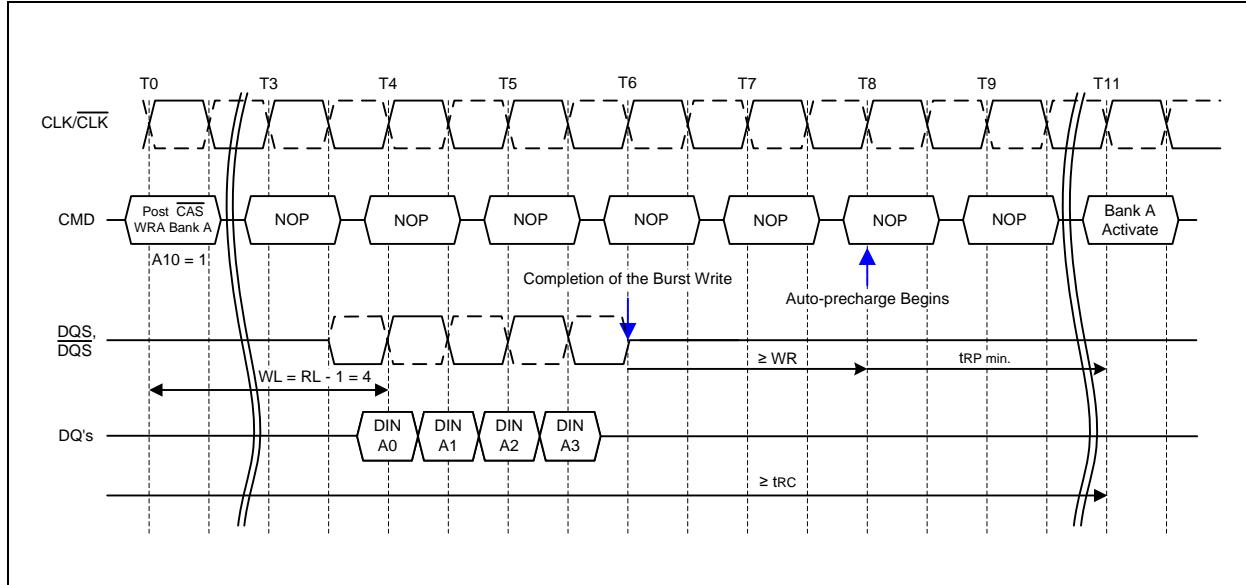 T0 T3 T4 T5 T6 T7 T8 T9 T11
CLK/CLK
CMD
Post CAS
WRA Bank A
NOP NOP NOP NOP NOP NOP NOP
Bank A
Activate
A10 = 1
Completion of the Burst Write
Auto-precharge Begins
DQS,
DQS
≥ WR
tRP min.
WL = RL - 1 = 4
DQ's
DIN
A0
DIN
A1
DIN
A2
DIN
A3
≥ tRC